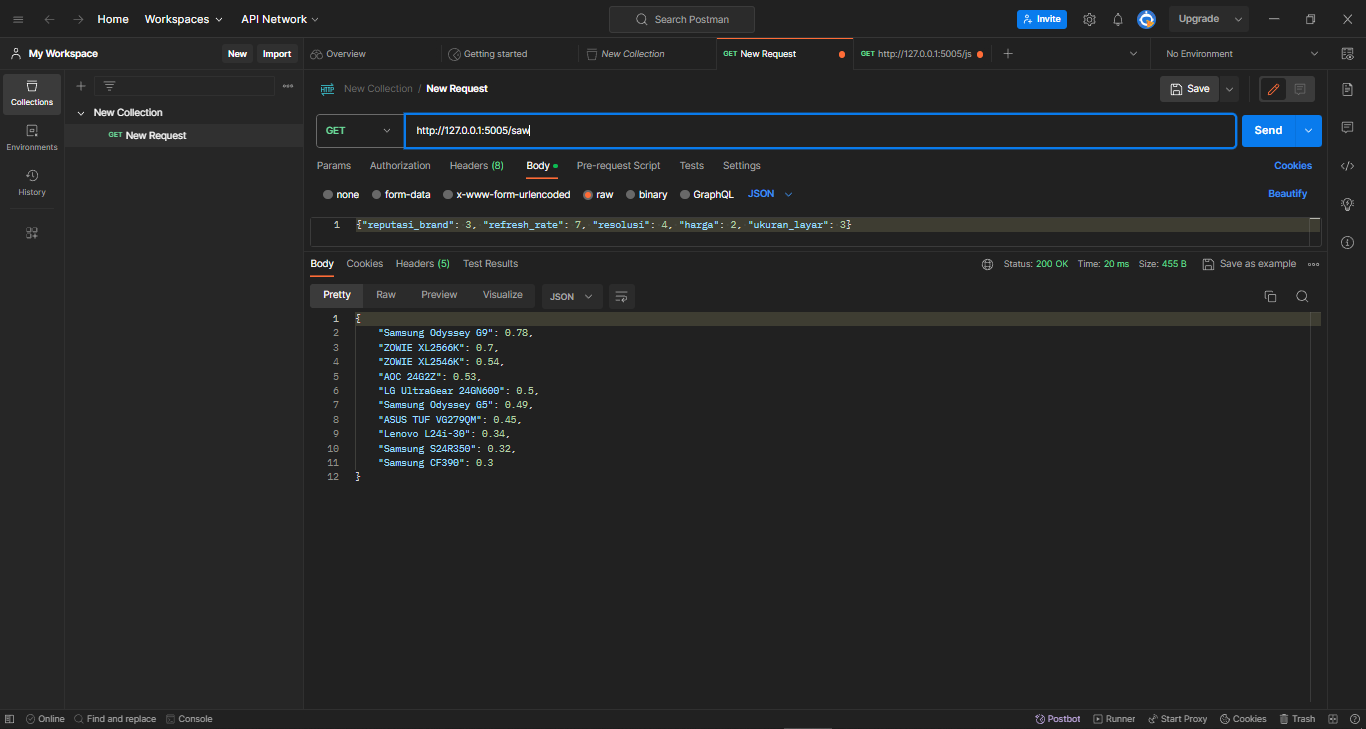 Home Workspaces API Network Search Postman Invite Upgrade
My Workspace New Import Overview Getting started New Collection GET New Request GET http://127.0.0.1:5005/js No Environment
Collections
Environments
History
New Collection
GET New Request
HTTP New Collection / New Request Save
GET http://127.0.0.1:5005/saw Send
Params Authorization Headers (8) Body Pre-request Script Tests Settings Cookies
none form-data x-www-form-urlencoded raw binary GraphQL JSON Beautify
1 {"reputasi_brand": 3, "refresh_rate": 7, "resolusi": 4, "harga": 2, "ukuran_layar": 3}
Body Cookies Headers (5) Test Results Status: 200 OK Time: 20 ms Size: 455 B Save as example
Pretty Raw Preview Visualize JSON
1 {
2 "Samsung Odyssey G9": 0.78,
3 "ZOWIE XL2566K": 0.7,
4 "ZOWIE XL2546K": 0.54,
5 "AOC 24G2Z": 0.53,
6 "LG UltraGear 24GN600": 0.5,
7 "Samsung Odyssey G5": 0.49,
8 "ASUS TUF VG279QM": 0.45,
9 "Lenovo L24i-30": 0.34,
10 "Samsung S24R350": 0.32,
11 "Samsung CF390": 0.3
12 }
Online Find and replace Console Postbot Runner Start Proxy Cookies Trash